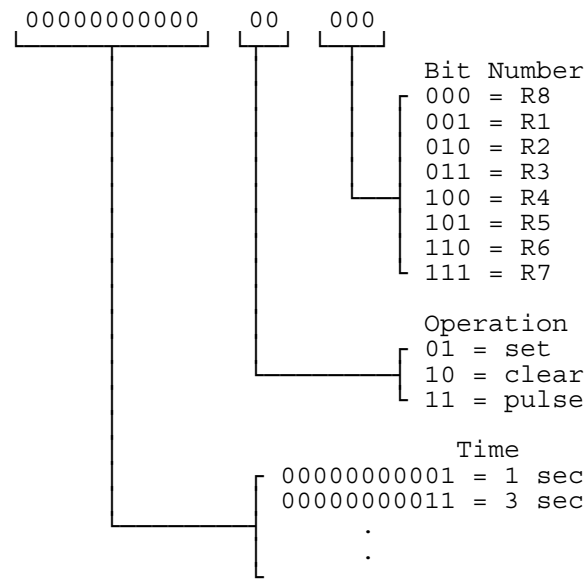 00000000000 00 000
Bit Number
000 = R8
001 = R1
010 = R2
011 = R3
100 = R4
101 = R5
110 = R6
111 = R7
Operation
01 = set
10 = clear
11 = pulse
Time
00000000001 = 1 sec
00000000011 = 3 sec
.
.